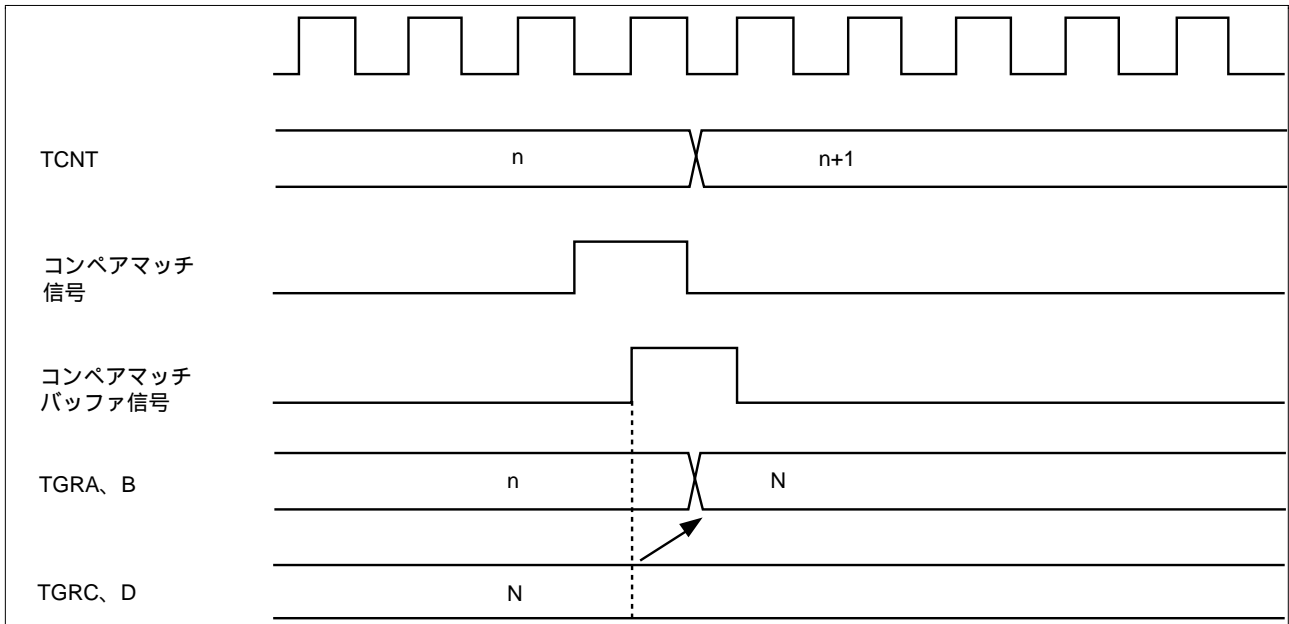 TCNT
n
n+1
コンペアマッチ
信号
コンペアマッチ
バッファ信号
TGRA、B
n
N
TGRC、D
N